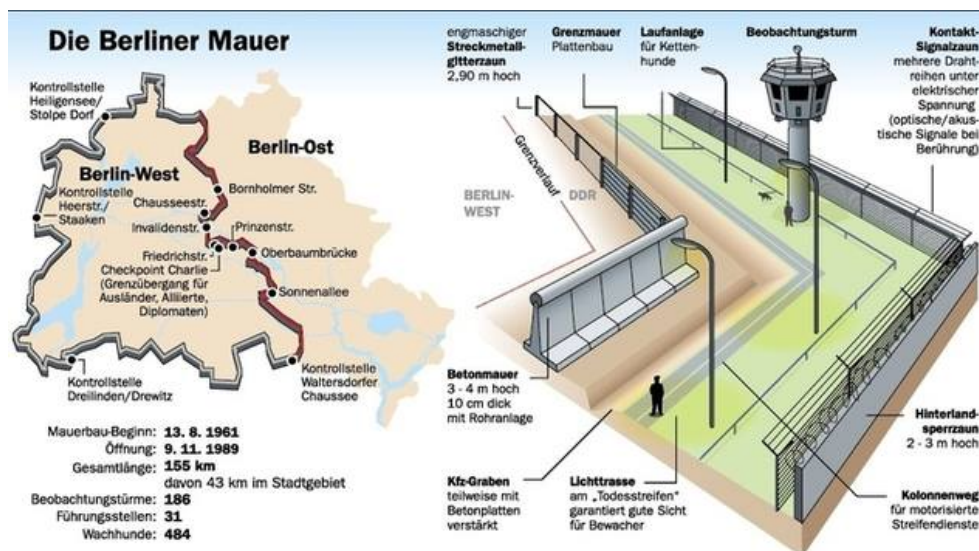 Die Berliner Mauer
Kontrollstelle
Heiligensee/
Stolpe Dorf
Berlin-Ost
Berlin-West
Kontrollstelle
Heerstr./
Staaken
Bornholmer Str.
Chausseestr.
Invalidenstr.
Prinzenstr.
Friedrichstr.
Checkpoint Charlie
(Grenzübergang für
Ausländer, Alliierte,
Diplomaten)
Oberbaumbrücke
Sonnenallee
Kontrollstelle
Dreilinden/Drewitz
Kontrollstelle
Waltersdorfer
Chaussee
Mauerbau-Beginn: 13. 8. 1961
Öffnung: 9. 11. 1989
Gesamtlänge: 155 km
davon 43 km im Stadtgebiet
Beobachtungstürme: 186
Führungsstellen: 31
Wachhunde: 484
engmaschiger
Streckmetall-
gitterzaun
2,90 m hoch
Grenzmauer
Plattenbau
Laufanlage
für Ketten-
hunde
Beobachtungsturm
Kontakt-
Signalzaun
mehrere Draht-
reihen unter
elektrischer
Spannung
(optische/akus-
tische Signale bei
Berührung)
Grenzverlauf
BERLIN-
WEST
DDR
Betonmauer
3 - 4 m hoch
10 cm dick
mit Rohranlage
Kfz-Graben
teilweise mit
Betonplatten
verstärkt
Lichttrasse
am „Todesstreifen"
garantiert gute Sicht
für Bewacher
Hinterland-
sperrzaun
2 - 3 m hoch
Kolonnenweg
für motorisierte
Streifendienste